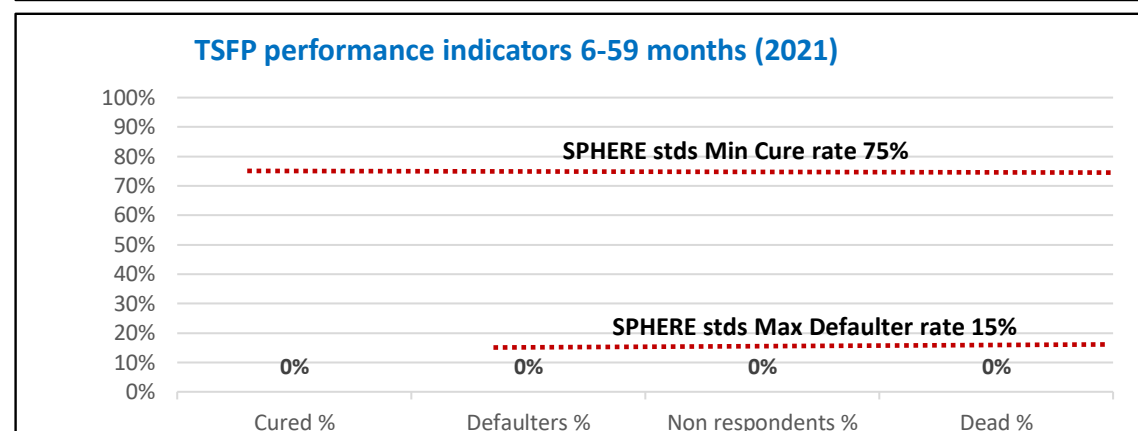 TSFP performance indicators 6-59 months (2021)
100%
90%
80%
70%
60%
50%
40%
30%
20%
10%
0%
SPHERE stds Min Cure rate 75%
SPHERE stds Max Defaulter rate 15%
0% 0% 0% 0%
Cured % Defaulters % Non respondents % Dead %